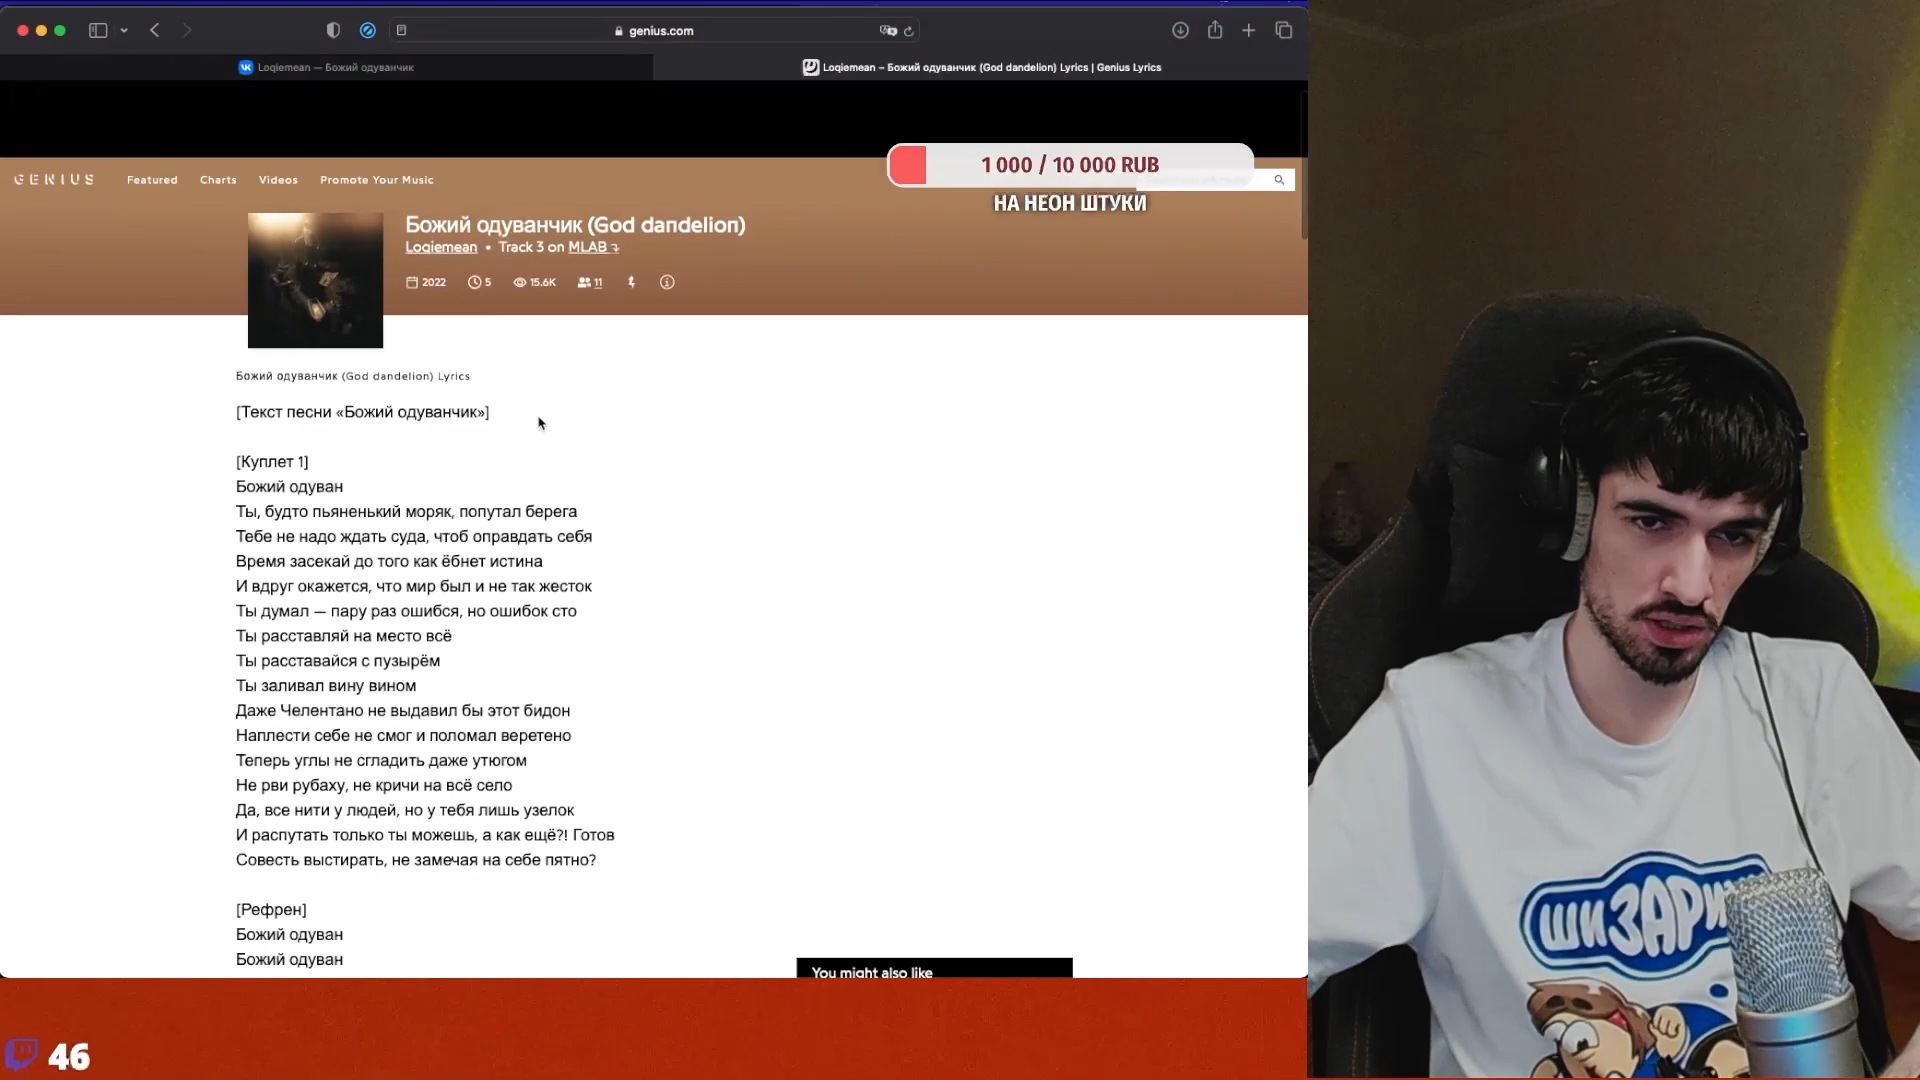 genius.com
Loqiemean — Божий одуванчик
Loqiemean – Божий одуванчик (God dandelion) Lyrics | Genius Lyrics
GENIUS
Featured
Charts
Videos
Promote Your Music
1 000 / 10 000 RUB
НА НЕОН ШТУКИ
Божий одуванчик (God dandelion)
Loqiemean • Track 3 on MLAB
2022
5
15.6K
11
Божий одуванчик (God dandelion) Lyrics
[Текст песни «Божий одуванчик»]
[Куплет 1]
Божий одуван
Ты, будто пьяненький моряк, попутал берега
Тебе не надо ждать суда, чтоб оправдать себя
Время засекай до того как ёбнет истина
И вдруг окажется, что мир был и не так жесток
Ты думал — пару раз ошибся, но ошибок сто
Ты расставляй на место всё
Ты расставайся с пузырём
Ты заливал вину вином
Даже Челентано не выдавил бы этот бидон
Наплести себе не смог и поломал веретено
Теперь углы не сгладить даже утюгом
Не рви рубаху, не кричи на всё село
Да, все нити у людей, но у тебя лишь узелок
И распутать только ты можешь, а как ещё?! Готов
Совесть выстирать, не замечая на себе пятно?
[Рефрен]
Божий одуван
Божий одуван
You might also like
46